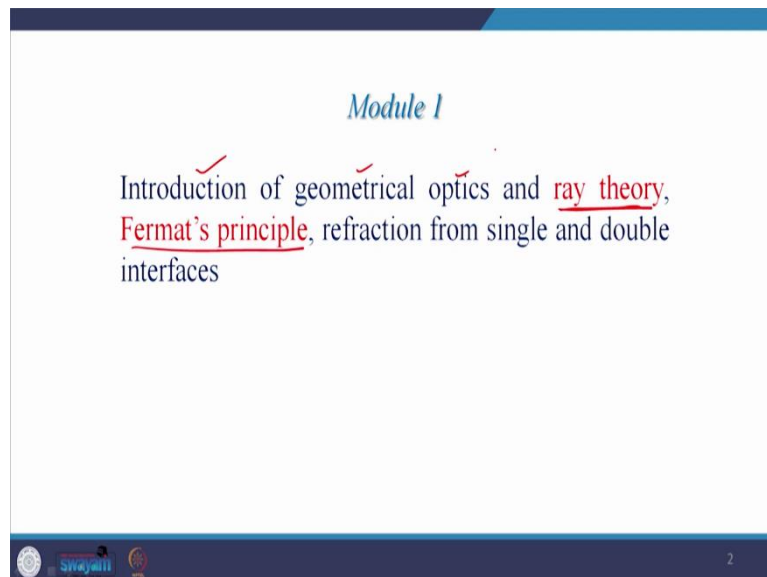 Module 1
Introduction of geometrical optics and ray theory,
Fermat's principle, refraction from single and double
interfaces
swayam
2